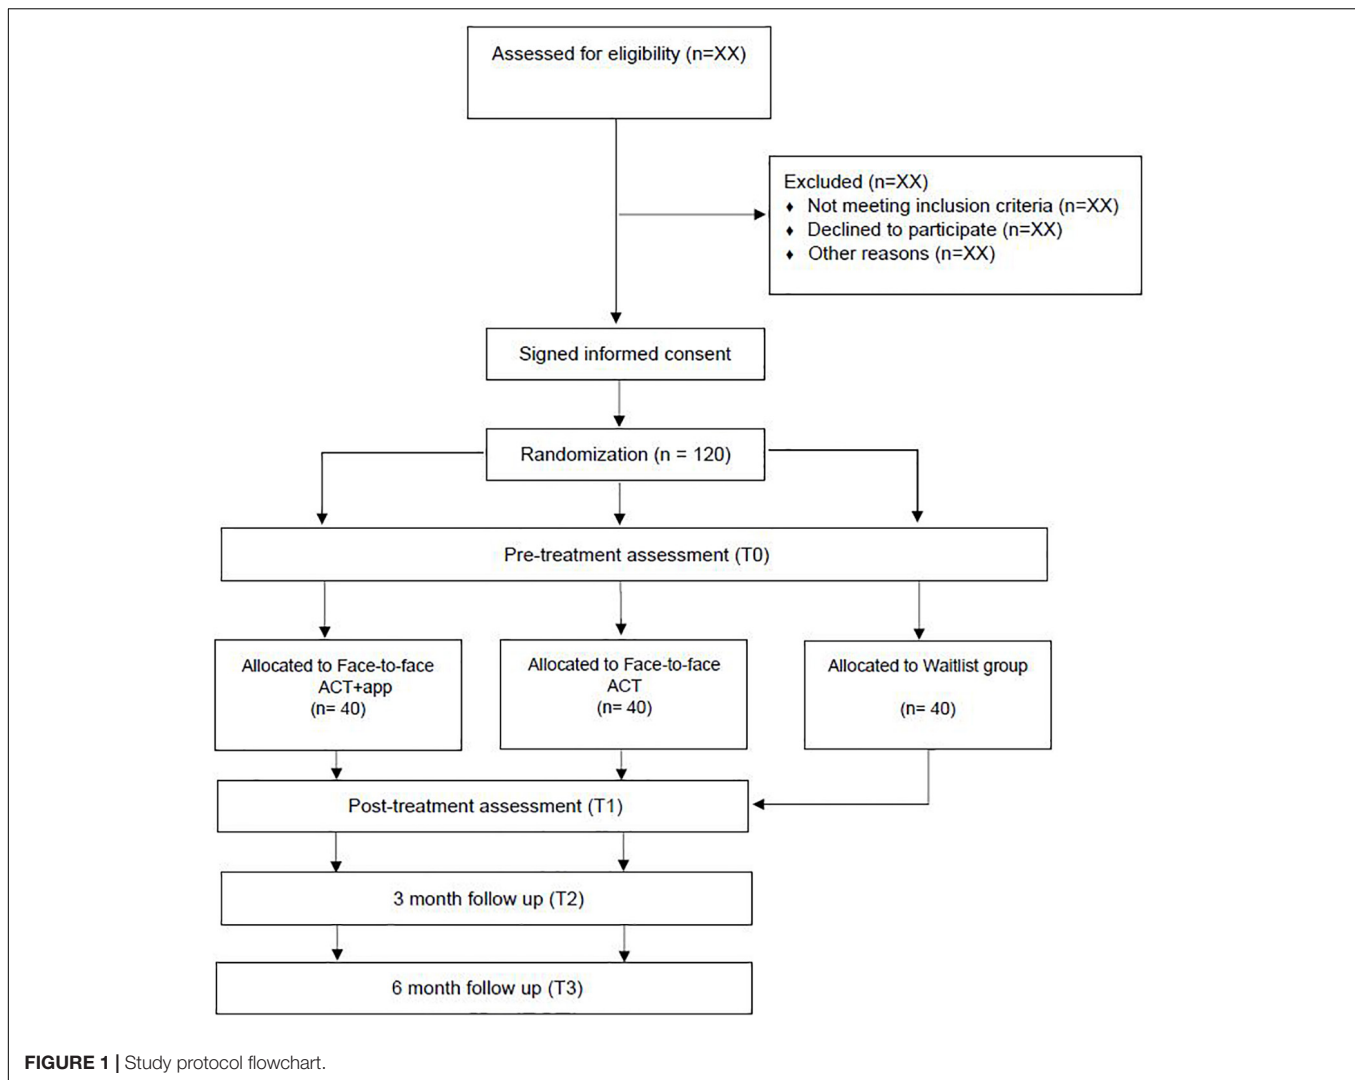 Assessed for eligibility (n=XX)
Excluded (n=XX)
♦ Not meeting inclusion criteria (n=XX)
♦ Declined to participate (n=XX)
♦ Other reasons (n=XX)
Signed informed consent
Randomization (n = 120)
Pre-treatment assessment (T0)
Allocated to Face-to-face
ACT+app
(n= 40)
Allocated to Face-to-face
ACT
(n= 40)
Allocated to Waitlist group
(n= 40)
Post-treatment assessment (T1)
3 month follow up (T2)
6 month follow up (T3)
FIGURE 1 | Study protocol flowchart.